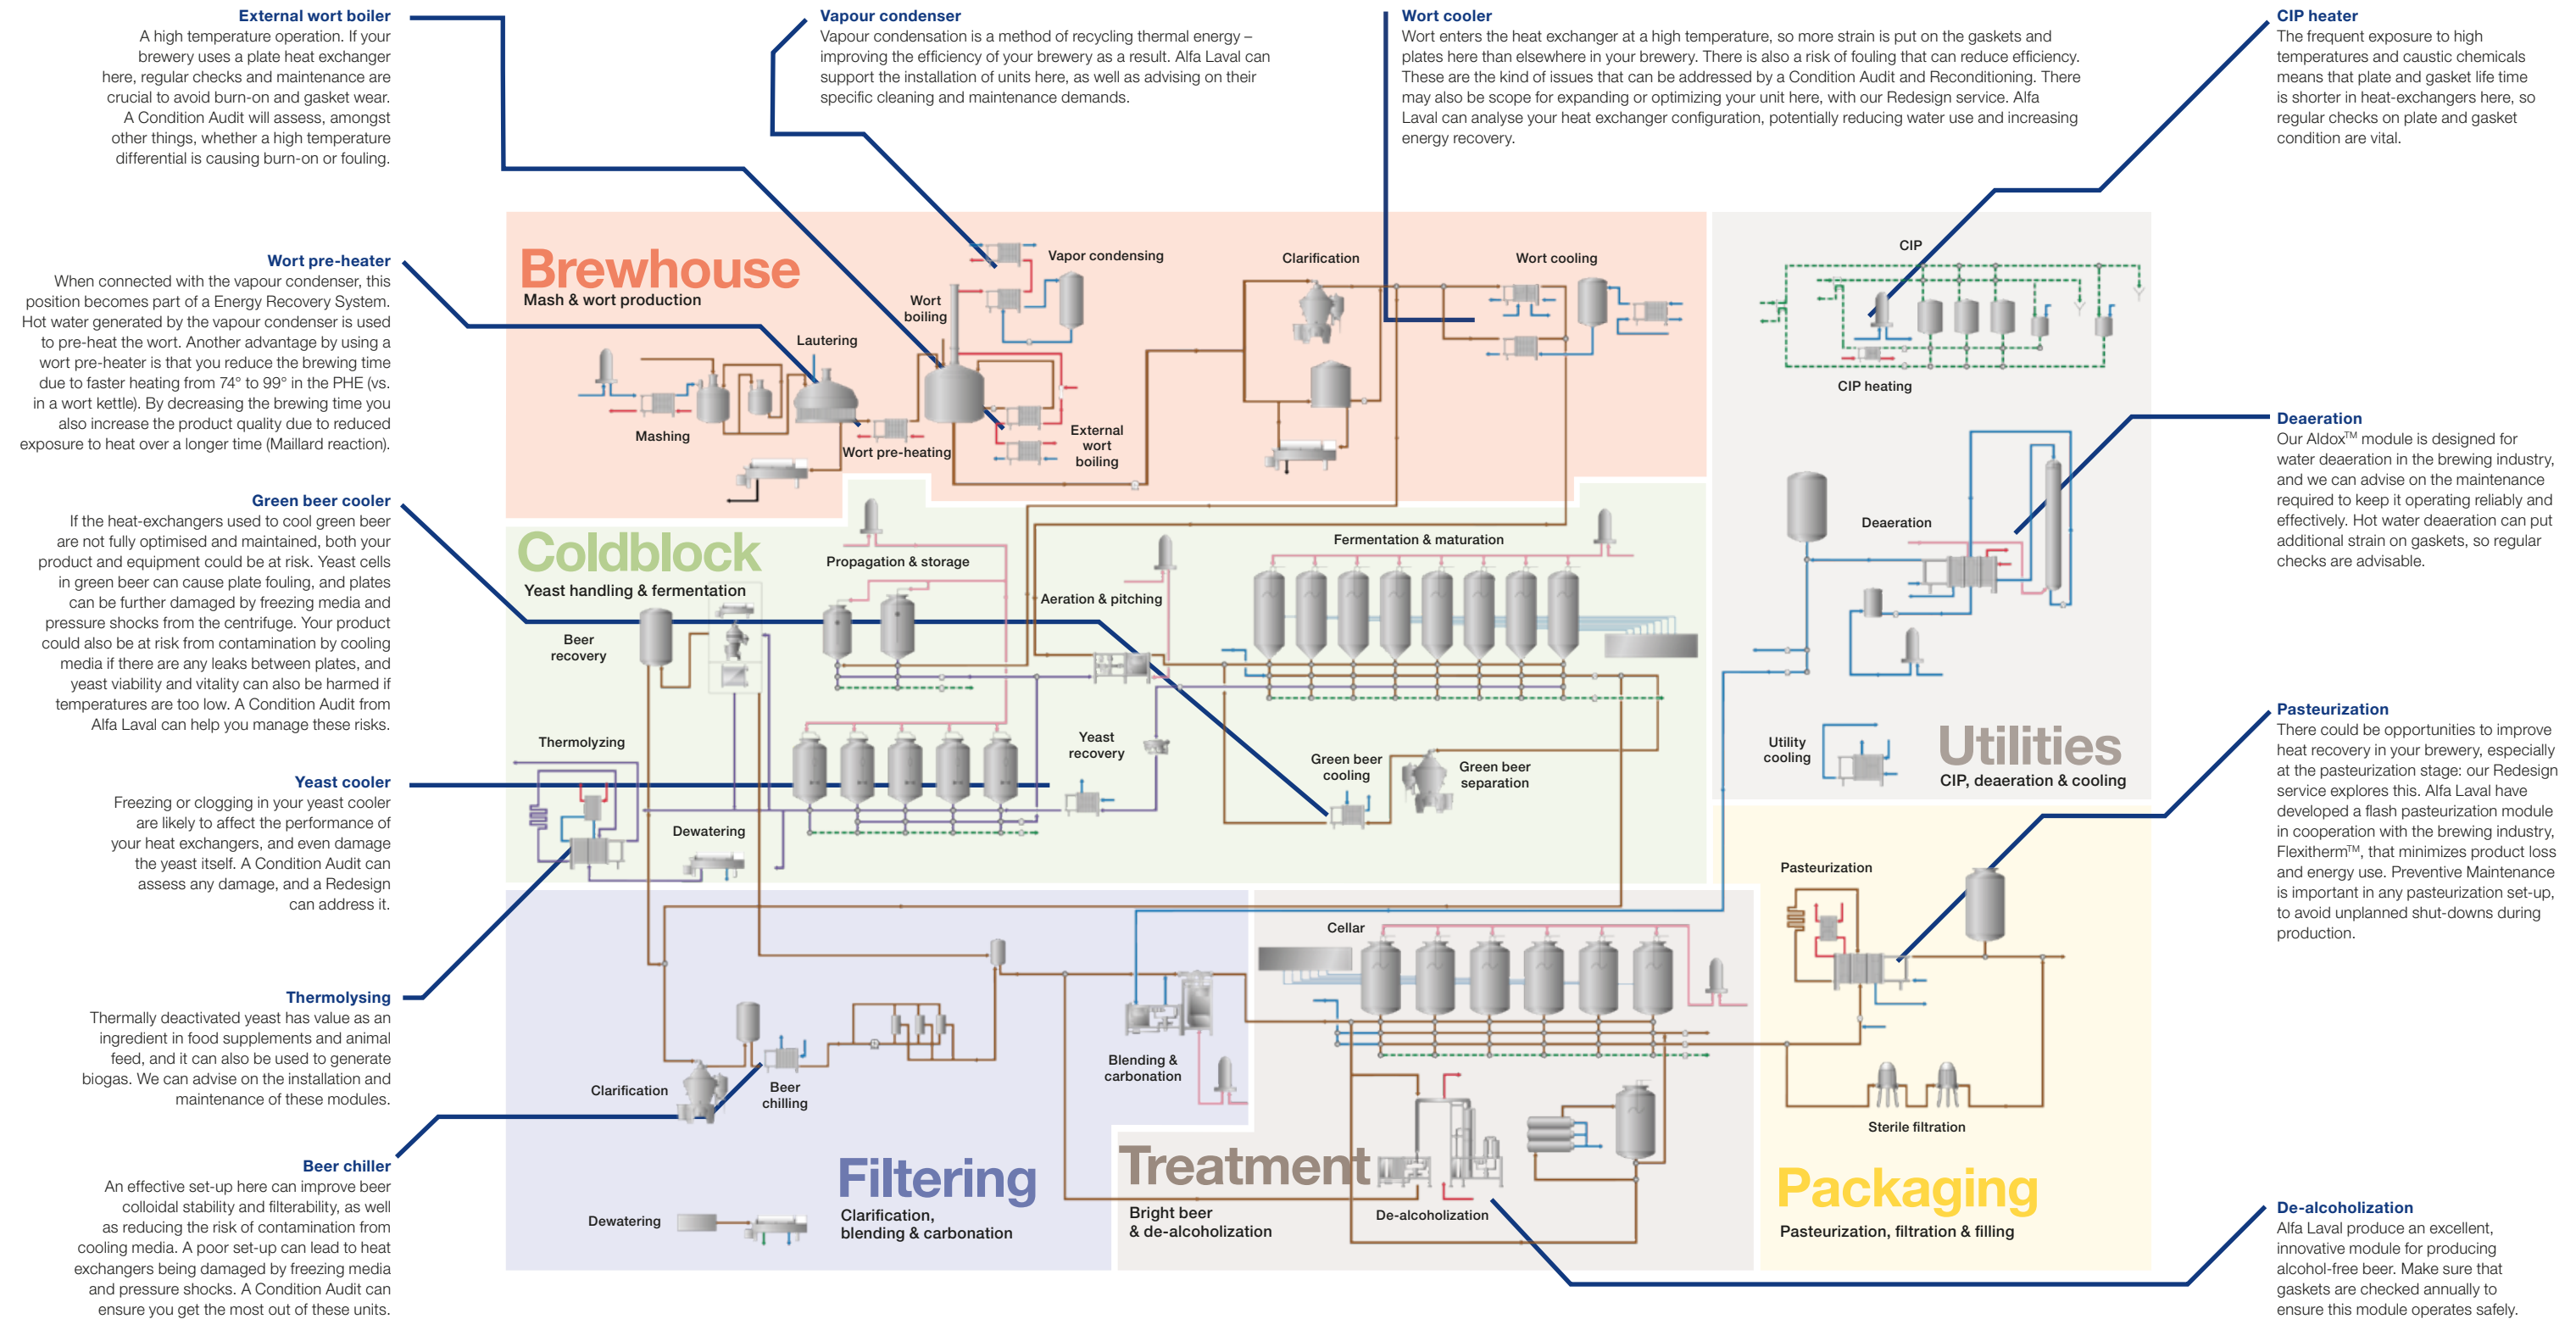 External wort boiler
A high temperature operation. If your
brewery uses a plate heat exchanger
here, regular checks and maintenance are
crucial to avoid burn-on and gasket wear.
A Condition Audit will assess, amongst
other things, whether a high temperature
differential is causing burn-on or fouling.
Vapour condenser
Vapour condensation is a method of recycling thermal energy –
improving the efficiency of your brewery as a result. Alfa Laval can
support the installation of units here, as well as advising on their
specific cleaning and maintenance demands.
Wort cooler
Wort enters the heat exchanger at a high temperature, so more strain is put on the gaskets and
plates here than elsewhere in your brewery. There is also a risk of fouling that can reduce efficiency.
These are the kind of issues that can be addressed by a Condition Audit and Reconditioning. There
may also be scope for expanding or optimizing your unit here, with our Redesign service. Alfa
Laval can analyse your heat exchanger configuration, potentially reducing water use and increasing
energy recovery.
CIP heater
The frequent exposure to high
temperatures and caustic chemicals
means that plate and gasket life time
is shorter in heat-exchangers here, so
regular checks on plate and gasket
condition are vital.
Wort pre-heater
When connected with the vapour condenser, this
position becomes part of a Energy Recovery System.
Hot water generated by the vapour condenser is used
to pre-heat the wort. Another advantage by using a
wort pre-heater is that you reduce the brewing time
due to faster heating from 74° to 99° in the PHE (vs.
in a wort kettle). By decreasing the brewing time you
also increase the product quality due to reduced
exposure to heat over a longer time (Maillard reaction).
Green beer cooler
If the heat-exchangers used to cool green beer
are not fully optimised and maintained, both your
product and equipment could be at risk. Yeast cells
in green beer can cause plate fouling, and plates
can be further damaged by freezing media and
pressure shocks from the centrifuge. Your product
could also be at risk from contamination by cooling
media if there are any leaks between plates, and
yeast viability and vitality can also be harmed if
temperatures are too low. A Condition Audit from
Alfa Laval can help you manage these risks.
Yeast cooler
Freezing or clogging in your yeast cooler
are likely to affect the performance of
your heat exchangers, and even damage
the yeast itself. A Condition Audit can
assess any damage, and a Redesign
can address it.
Thermolysing
Thermally deactivated yeast has value as an
ingredient in food supplements and animal
feed, and it can also be used to generate
biogas. We can advise on the installation and
maintenance of these modules.
Beer chiller
An effective set-up here can improve beer
colloidal stability and filterability, as well
as reducing the risk of contamination from
cooling media. A poor set-up can lead to heat
exchangers being damaged by freezing media
and pressure shocks. A Condition Audit can
ensure you get the most out of these units.
Brewhouse
Mash & wort production
Mashing
Lautering
Wort pre-heating
Wort
boiling
Vapor condensing
External
wort
boiling
Clarification
Wort cooling
Coldblock
Yeast handling & fermentation
Beer
recovery
Propagation & storage
Aeration & pitching
Fermentation & maturation
Thermolyzing
Dewatering
Yeast
recovery
Green beer
cooling
Green beer
separation
CIP
CIP heating
Deaeration
Utility
cooling
Utilities
CIP, deaeration & cooling
Clarification
Beer
chilling
Dewatering
Filtering
Clarification,
blending & carbonation
Blending &
carbonation
Cellar
Treatment
Bright beer
& de-alcoholization
De-alcoholization
Pasteurization
Sterile filtration
Packaging
Pasteurization, filtration & filling
Deaeration
Our Aldox™ module is designed for
water deaeration in the brewing industry,
and we can advise on the maintenance
required to keep it operating reliably and
effectively. Hot water deaeration can put
additional strain on gaskets, so regular
checks are advisable.
Pasteurization
There could be opportunities to improve
heat recovery in your brewery, especially
at the pasteurization stage: our Redesign
service explores this. Alfa Laval have
developed a flash pasteurization module
in cooperation with the brewing industry,
Flexitherm™, that minimizes product loss
and energy use. Preventive Maintenance
is important in any pasteurization set-up,
to avoid unplanned shut-downs during
production.
De-alcoholization
Alfa Laval produce an excellent,
innovative module for producing
alcohol-free beer. Make sure that
gaskets are checked annually to
ensure this module operates safely.